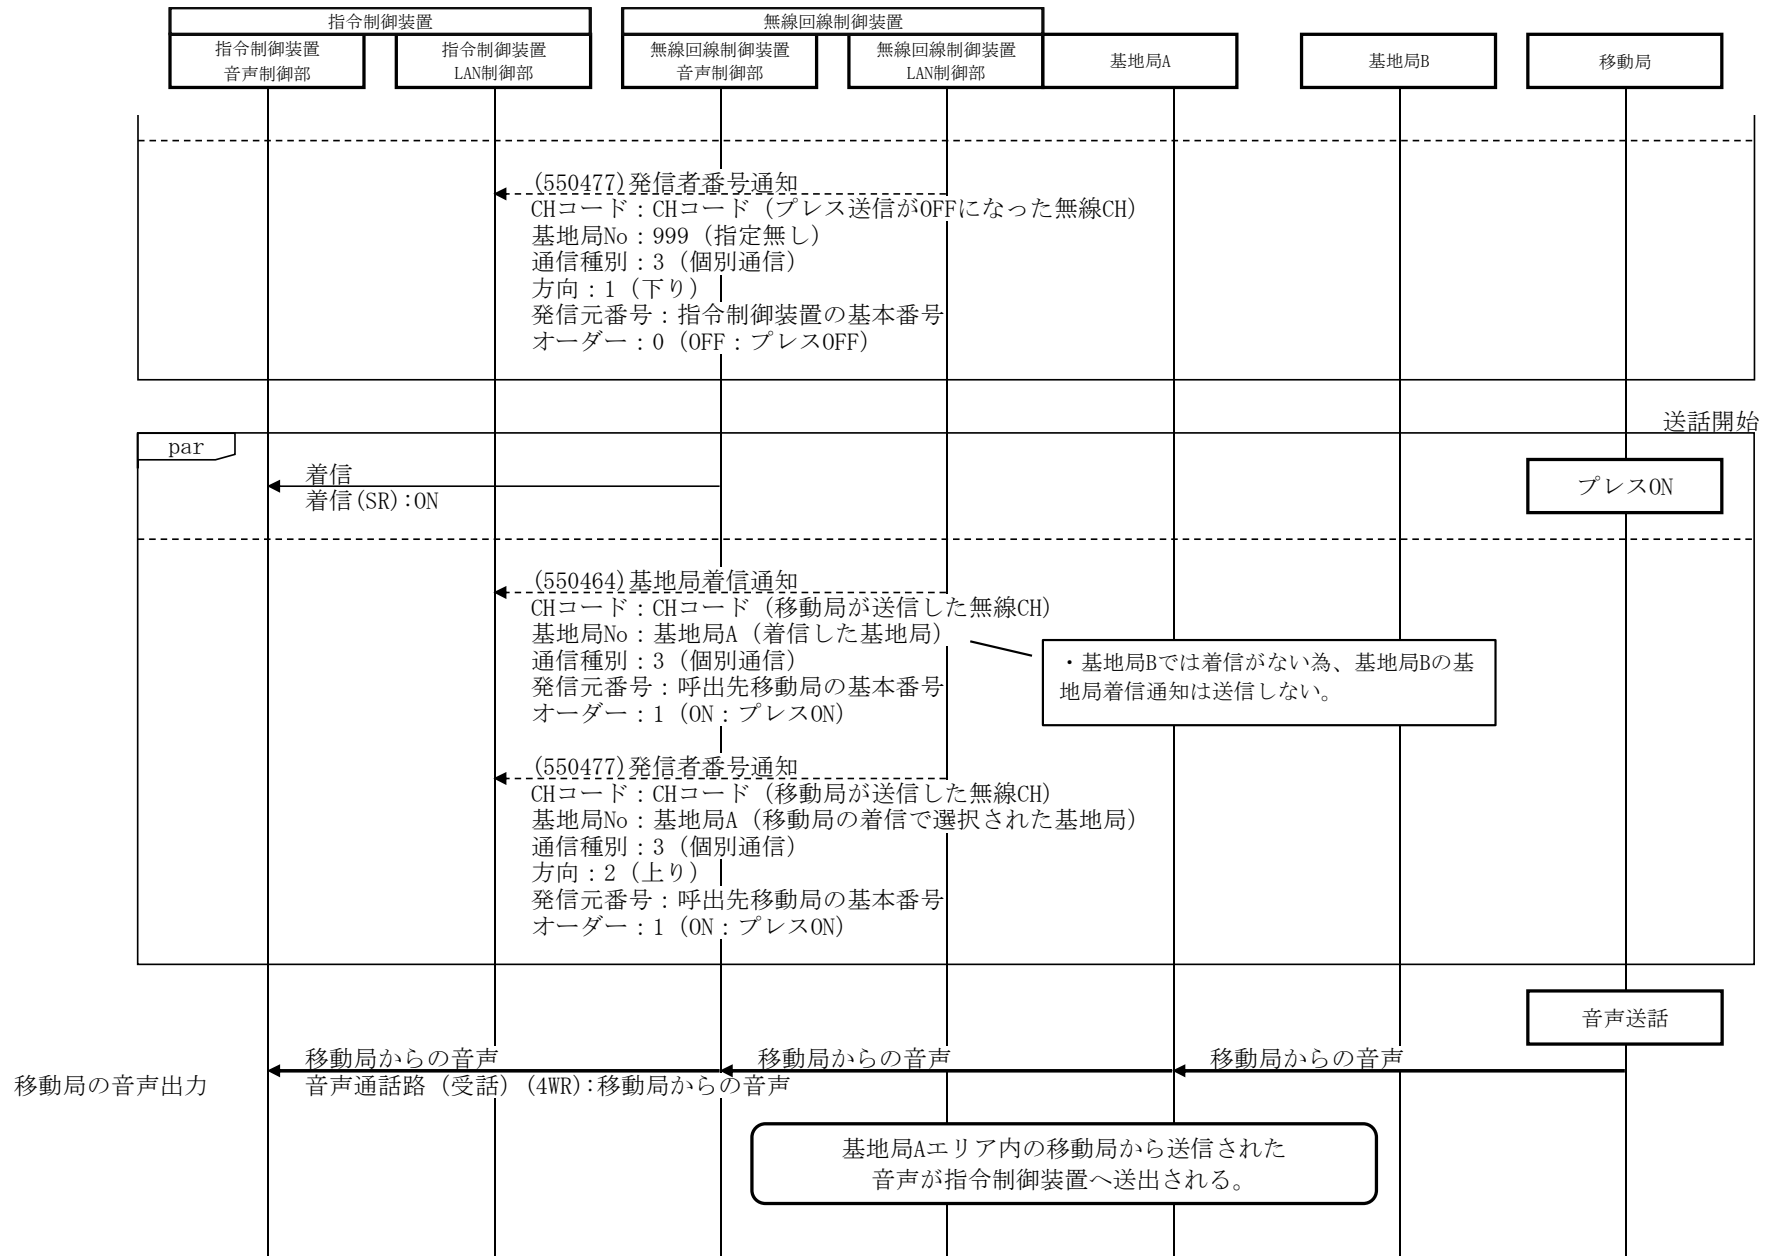 指令制御装置
無線回線制御装置
指令制御装置
音声制御部
指令制御装置
LAN制御部
無線回線制御装置
音声制御部
無線回線制御装置
LAN制御部
基地局A
基地局B
移動局
(550477)発信者番号通知
CHコード：CHコード（プレス送信がOFFになった無線CH）
基地局No：999（指定無し）
通信種別：3（個別通信）
方向：1（下り）
発信元番号：指令制御装置の基本番号
オーダー：0（OFF：プレスOFF）
送話開始
par
着信
着信(SR):ON
プレスON
(550464)基地局着信通知
CHコード：CHコード（移動局が送信した無線CH）
基地局No：基地局A（着信した基地局）
通信種別：3（個別通信）
発信元番号：呼出先移動局の基本番号
オーダー：1（ON：プレスON）
・基地局Bでは着信がない為、基地局Bの基
地局着信通知は送信しない。
(550477)発信者番号通知
CHコード：CHコード（移動局が送信した無線CH）
基地局No：基地局A（移動局の着信で選択された基地局）
通信種別：3（個別通信）
方向：2（上り）
発信元番号：呼出先移動局の基本番号
オーダー：1（ON：プレスON）
音声送話
移動局からの音声
移動局からの音声
移動局からの音声
移動局の音声出力
音声通話路（受話）(4WR):移動局からの音声
基地局Aエリア内の移動局から送信された
音声が指令制御装置へ送出される。